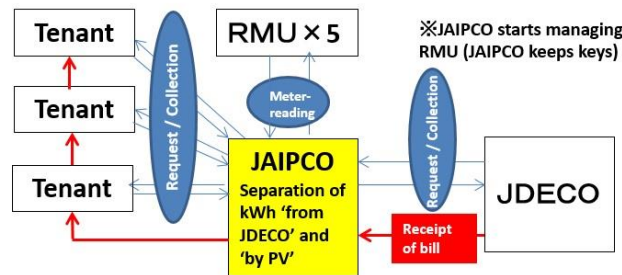 Tenant
Tenant
Tenant
Request / Collection
RMU×5
Meter-
reading
※JAIPCO starts managing
RMU (JAIPCO keeps keys)
JAIPCO
Separation of
kWh ‘from
JDECO’ and
‘by PV’
Request / Collection
Receipt
of bill
JDECO